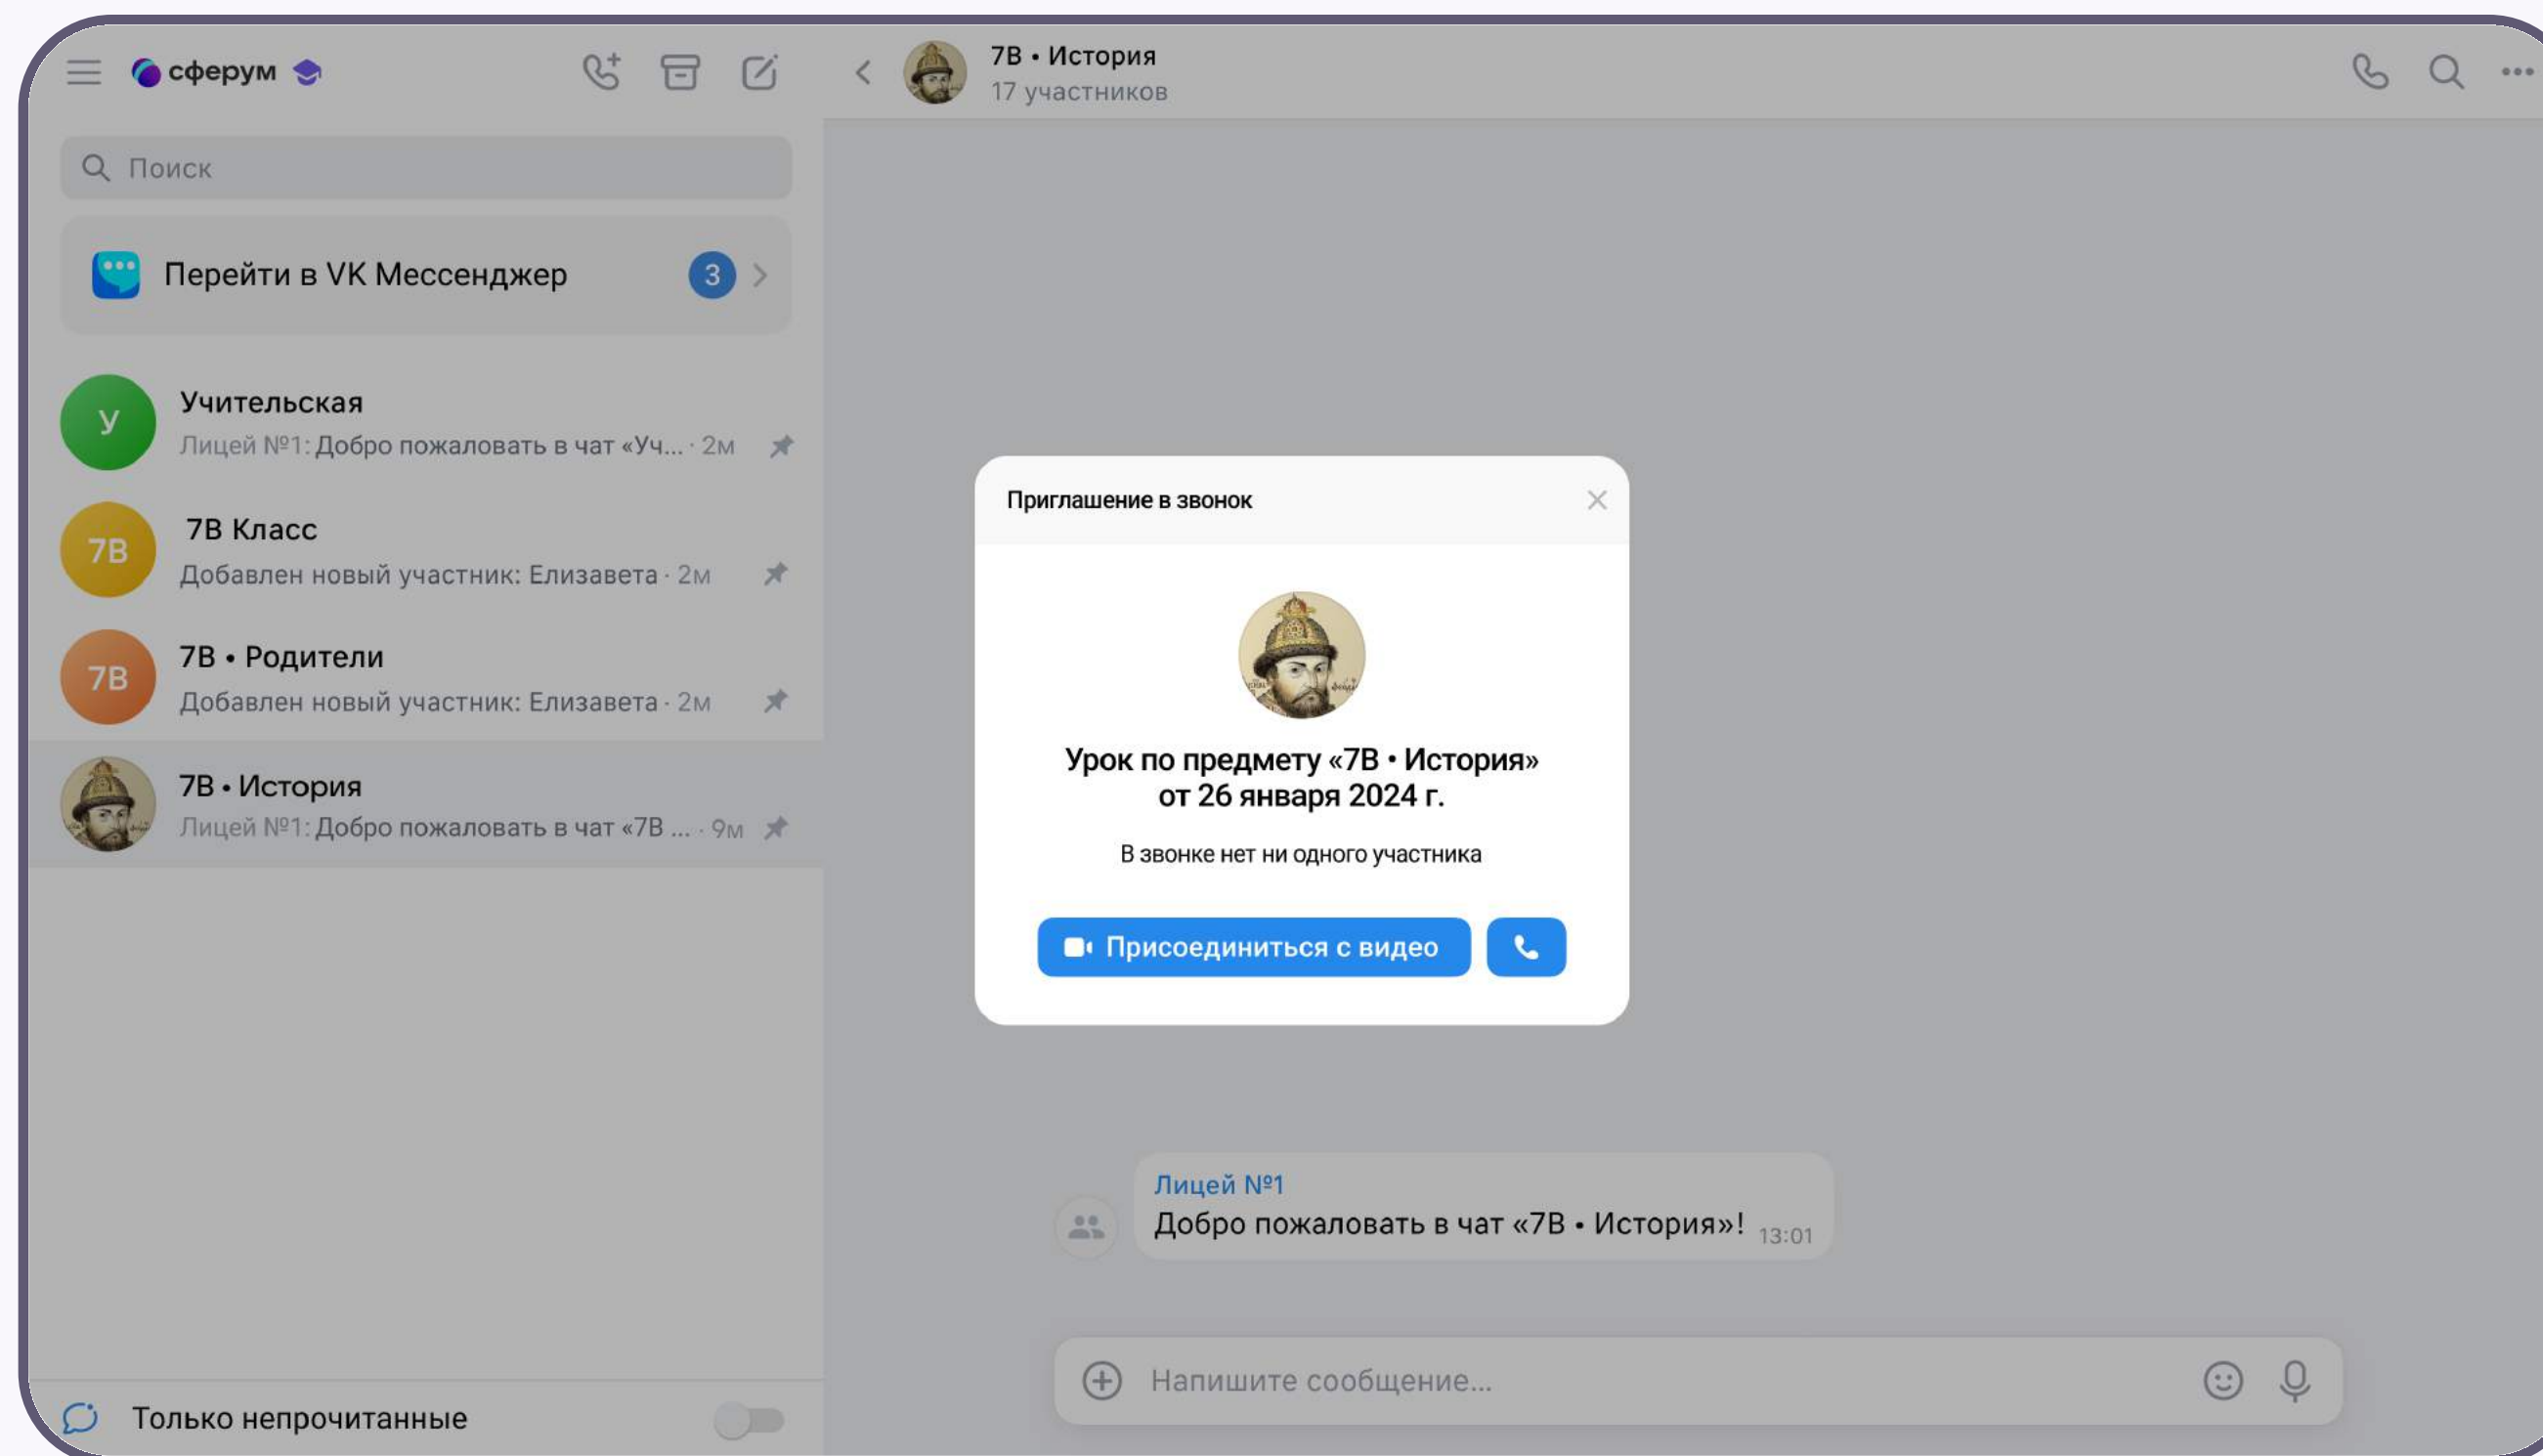 сферум
Поиск
Перейти в VK Мессенджер 3
У
Учительская
Лицей №1: Добро пожаловать в чат «Уч... · 2м
7В
7В Класс
Добавлен новый участник: Елизавета · 2м
7В
7В • Родители
Добавлен новый участник: Елизавета · 2м
7В • История
Лицей №1: Добро пожаловать в чат «7В ... · 9м
Только непрочитанные
7В • История
17 участников
Приглашение в звонок
Урок по предмету «7В • История»
от 26 января 2024 г.
В звонке нет ни одного участника
Присоединиться с видео
Лицей №1
Добро пожаловать в чат «7В • История»! 13:01
Напишите сообщение...